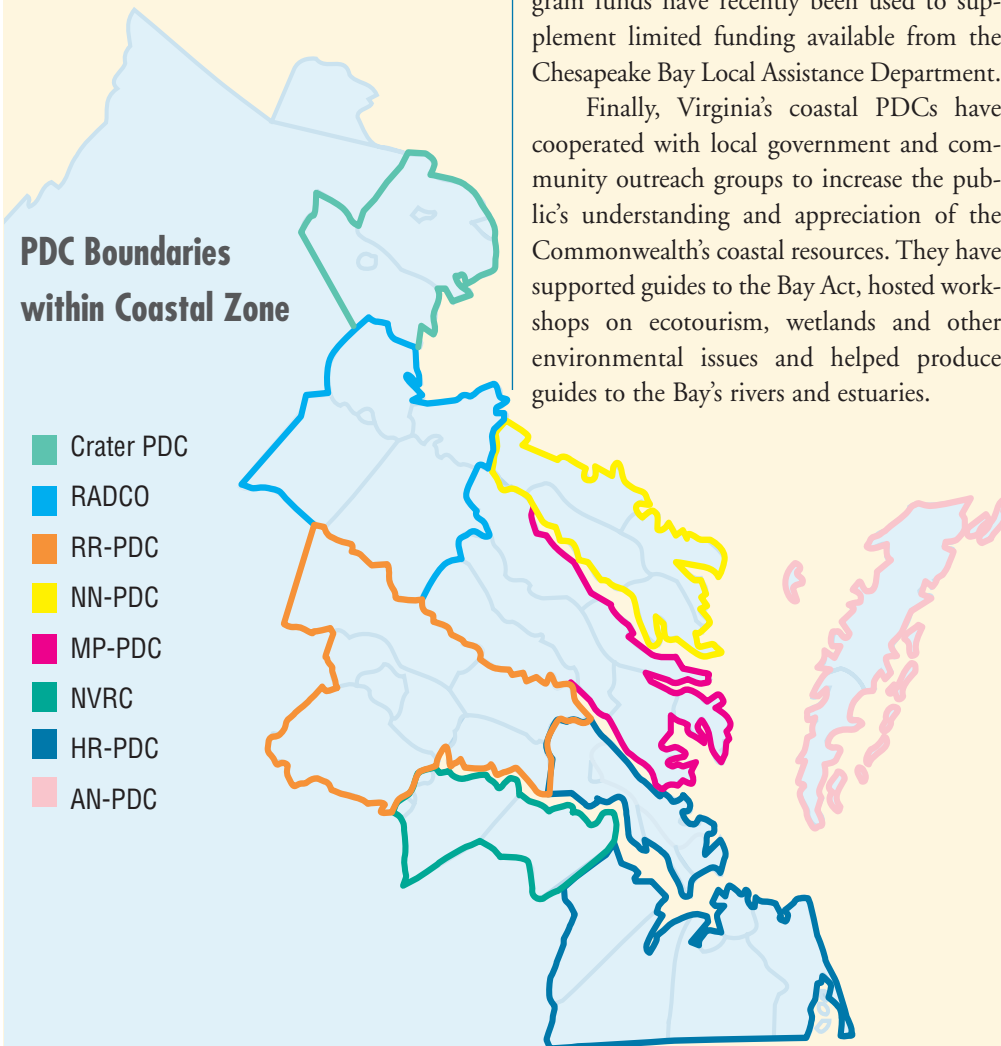 gram funds have recently been used to sup-
plement limited funding available from the
Chesapeake Bay Local Assistance Department.
Finally, Virginia’s coastal PDCs have
cooperated with local government and com-
munity outreach groups to increase the pub-
lic’s understanding and appreciation of the
Commonwealth’s coastal resources. They have
supported guides to the Bay Act, hosted work-
shops on ecotourism, wetlands and other
environmental issues and helped produce
guides to the Bay’s rivers and estuaries.
PDC Boundaries
within Coastal Zone
Crater PDC
RADCO
RR-PDC
NN-PDC
MP-PDC
NVRC
HR-PDC
AN-PDC